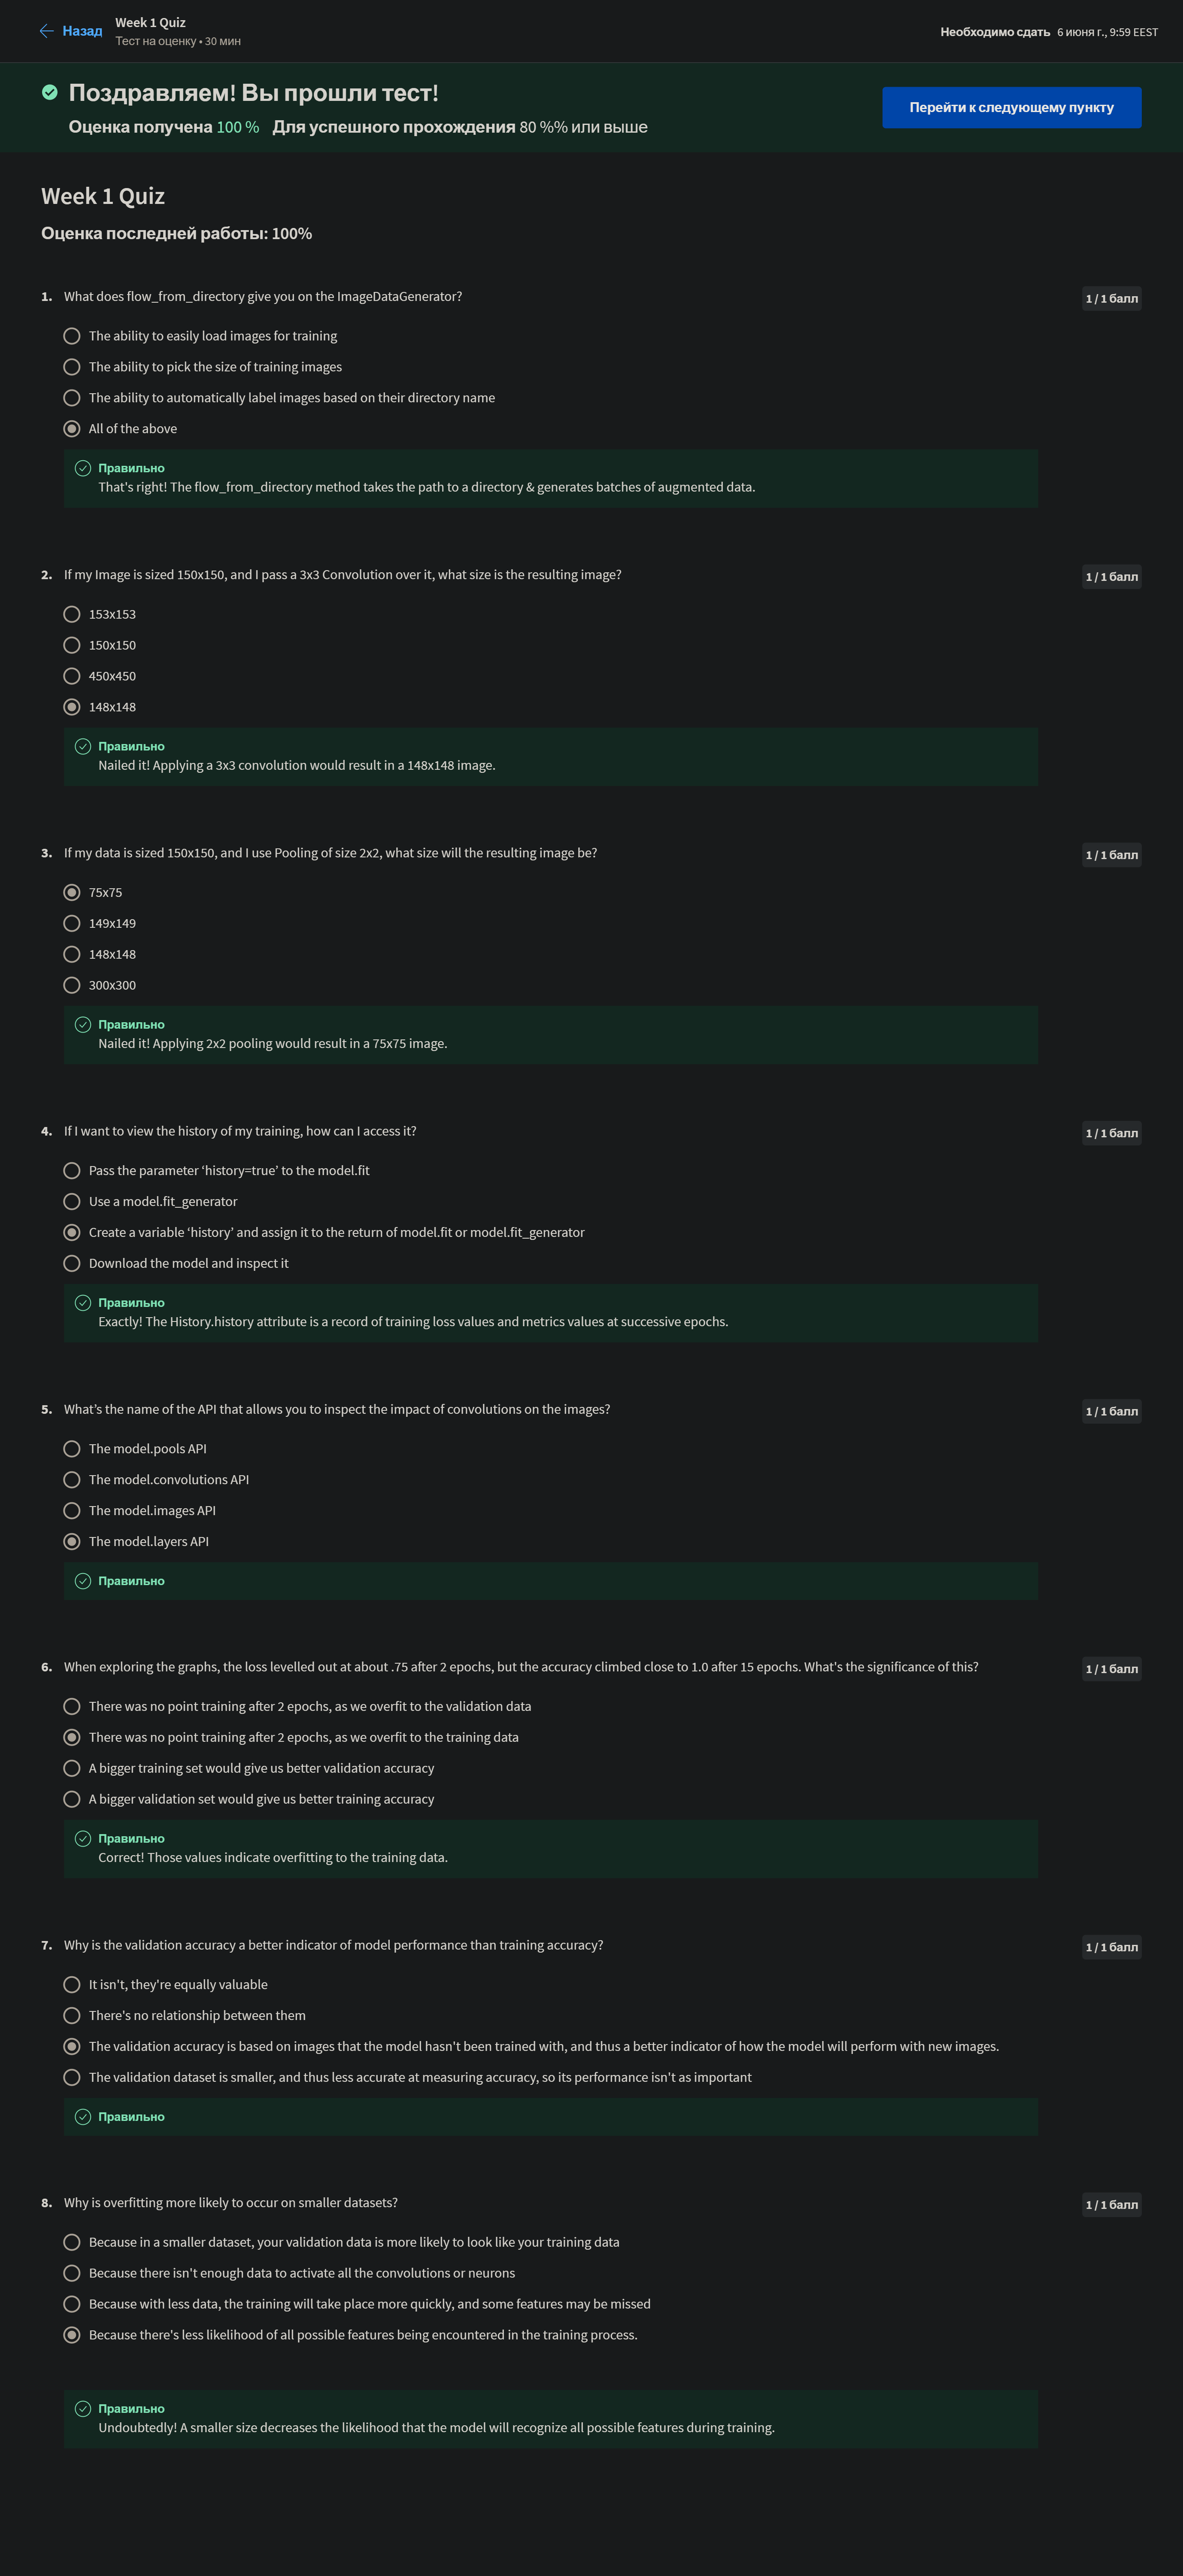 Назад
Week 1 Quiz
Тест на оценку • 30 мин
Необходимо сдать 6 июня г., 9:59 EEST
Поздравляем! Вы прошли тест!
Оценка получена 100 % Для успешного прохождения 80 %% или выше
Перейти к следующему пункту
Week 1 Quiz
Оценка последней работы: 100%
1. What does flow_from_directory give you on the ImageDataGenerator?
1 / 1 балл
The ability to easily load images for training
The ability to pick the size of training images
The ability to automatically label images based on their directory name
All of the above
Правильно
That's right! The flow_from_directory method takes the path to a directory & generates batches of augmented data.
2. If my Image is sized 150x150, and I pass a 3x3 Convolution over it, what size is the resulting image?
1 / 1 балл
153x153
150x150
450x450
148x148
Правильно
Nailed it! Applying a 3x3 convolution would result in a 148x148 image.
3. If my data is sized 150x150, and I use Pooling of size 2x2, what size will the resulting image be?
1 / 1 балл
75x75
149x149
148x148
300x300
Правильно
Nailed it! Applying 2x2 pooling would result in a 75x75 image.
4. If I want to view the history of my training, how can I access it?
1 / 1 балл
Pass the parameter ‘history=true’ to the model.fit
Use a model.fit_generator
Create a variable ‘history’ and assign it to the return of model.fit or model.fit_generator
Download the model and inspect it
Правильно
Exactly! The History.history attribute is a record of training loss values and metrics values at successive epochs.
5. What’s the name of the API that allows you to inspect the impact of convolutions on the images?
1 / 1 балл
The model.pools API
The model.convolutions API
The model.images API
The model.layers API
Правильно
6. When exploring the graphs, the loss levelled out at about .75 after 2 epochs, but the accuracy climbed close to 1.0 after 15 epochs. What's the significance of this?
1 / 1 балл
There was no point training after 2 epochs, as we overfit to the validation data
There was no point training after 2 epochs, as we overfit to the training data
A bigger training set would give us better validation accuracy
A bigger validation set would give us better training accuracy
Правильно
Correct! Those values indicate overfitting to the training data.
7. Why is the validation accuracy a better indicator of model performance than training accuracy?
1 / 1 балл
It isn't, they're equally valuable
There's no relationship between them
The validation accuracy is based on images that the model hasn't been trained with, and thus a better indicator of how the model will perform with new images.
The validation dataset is smaller, and thus less accurate at measuring accuracy, so its performance isn't as important
Правильно
8. Why is overfitting more likely to occur on smaller datasets?
1 / 1 балл
Because in a smaller dataset, your validation data is more likely to look like your training data
Because there isn't enough data to activate all the convolutions or neurons
Because with less data, the training will take place more quickly, and some features may be missed
Because there's less likelihood of all possible features being encountered in the training process.
Правильно
Undoubtedly! A smaller size decreases the likelihood that the model will recognize all possible features during training.